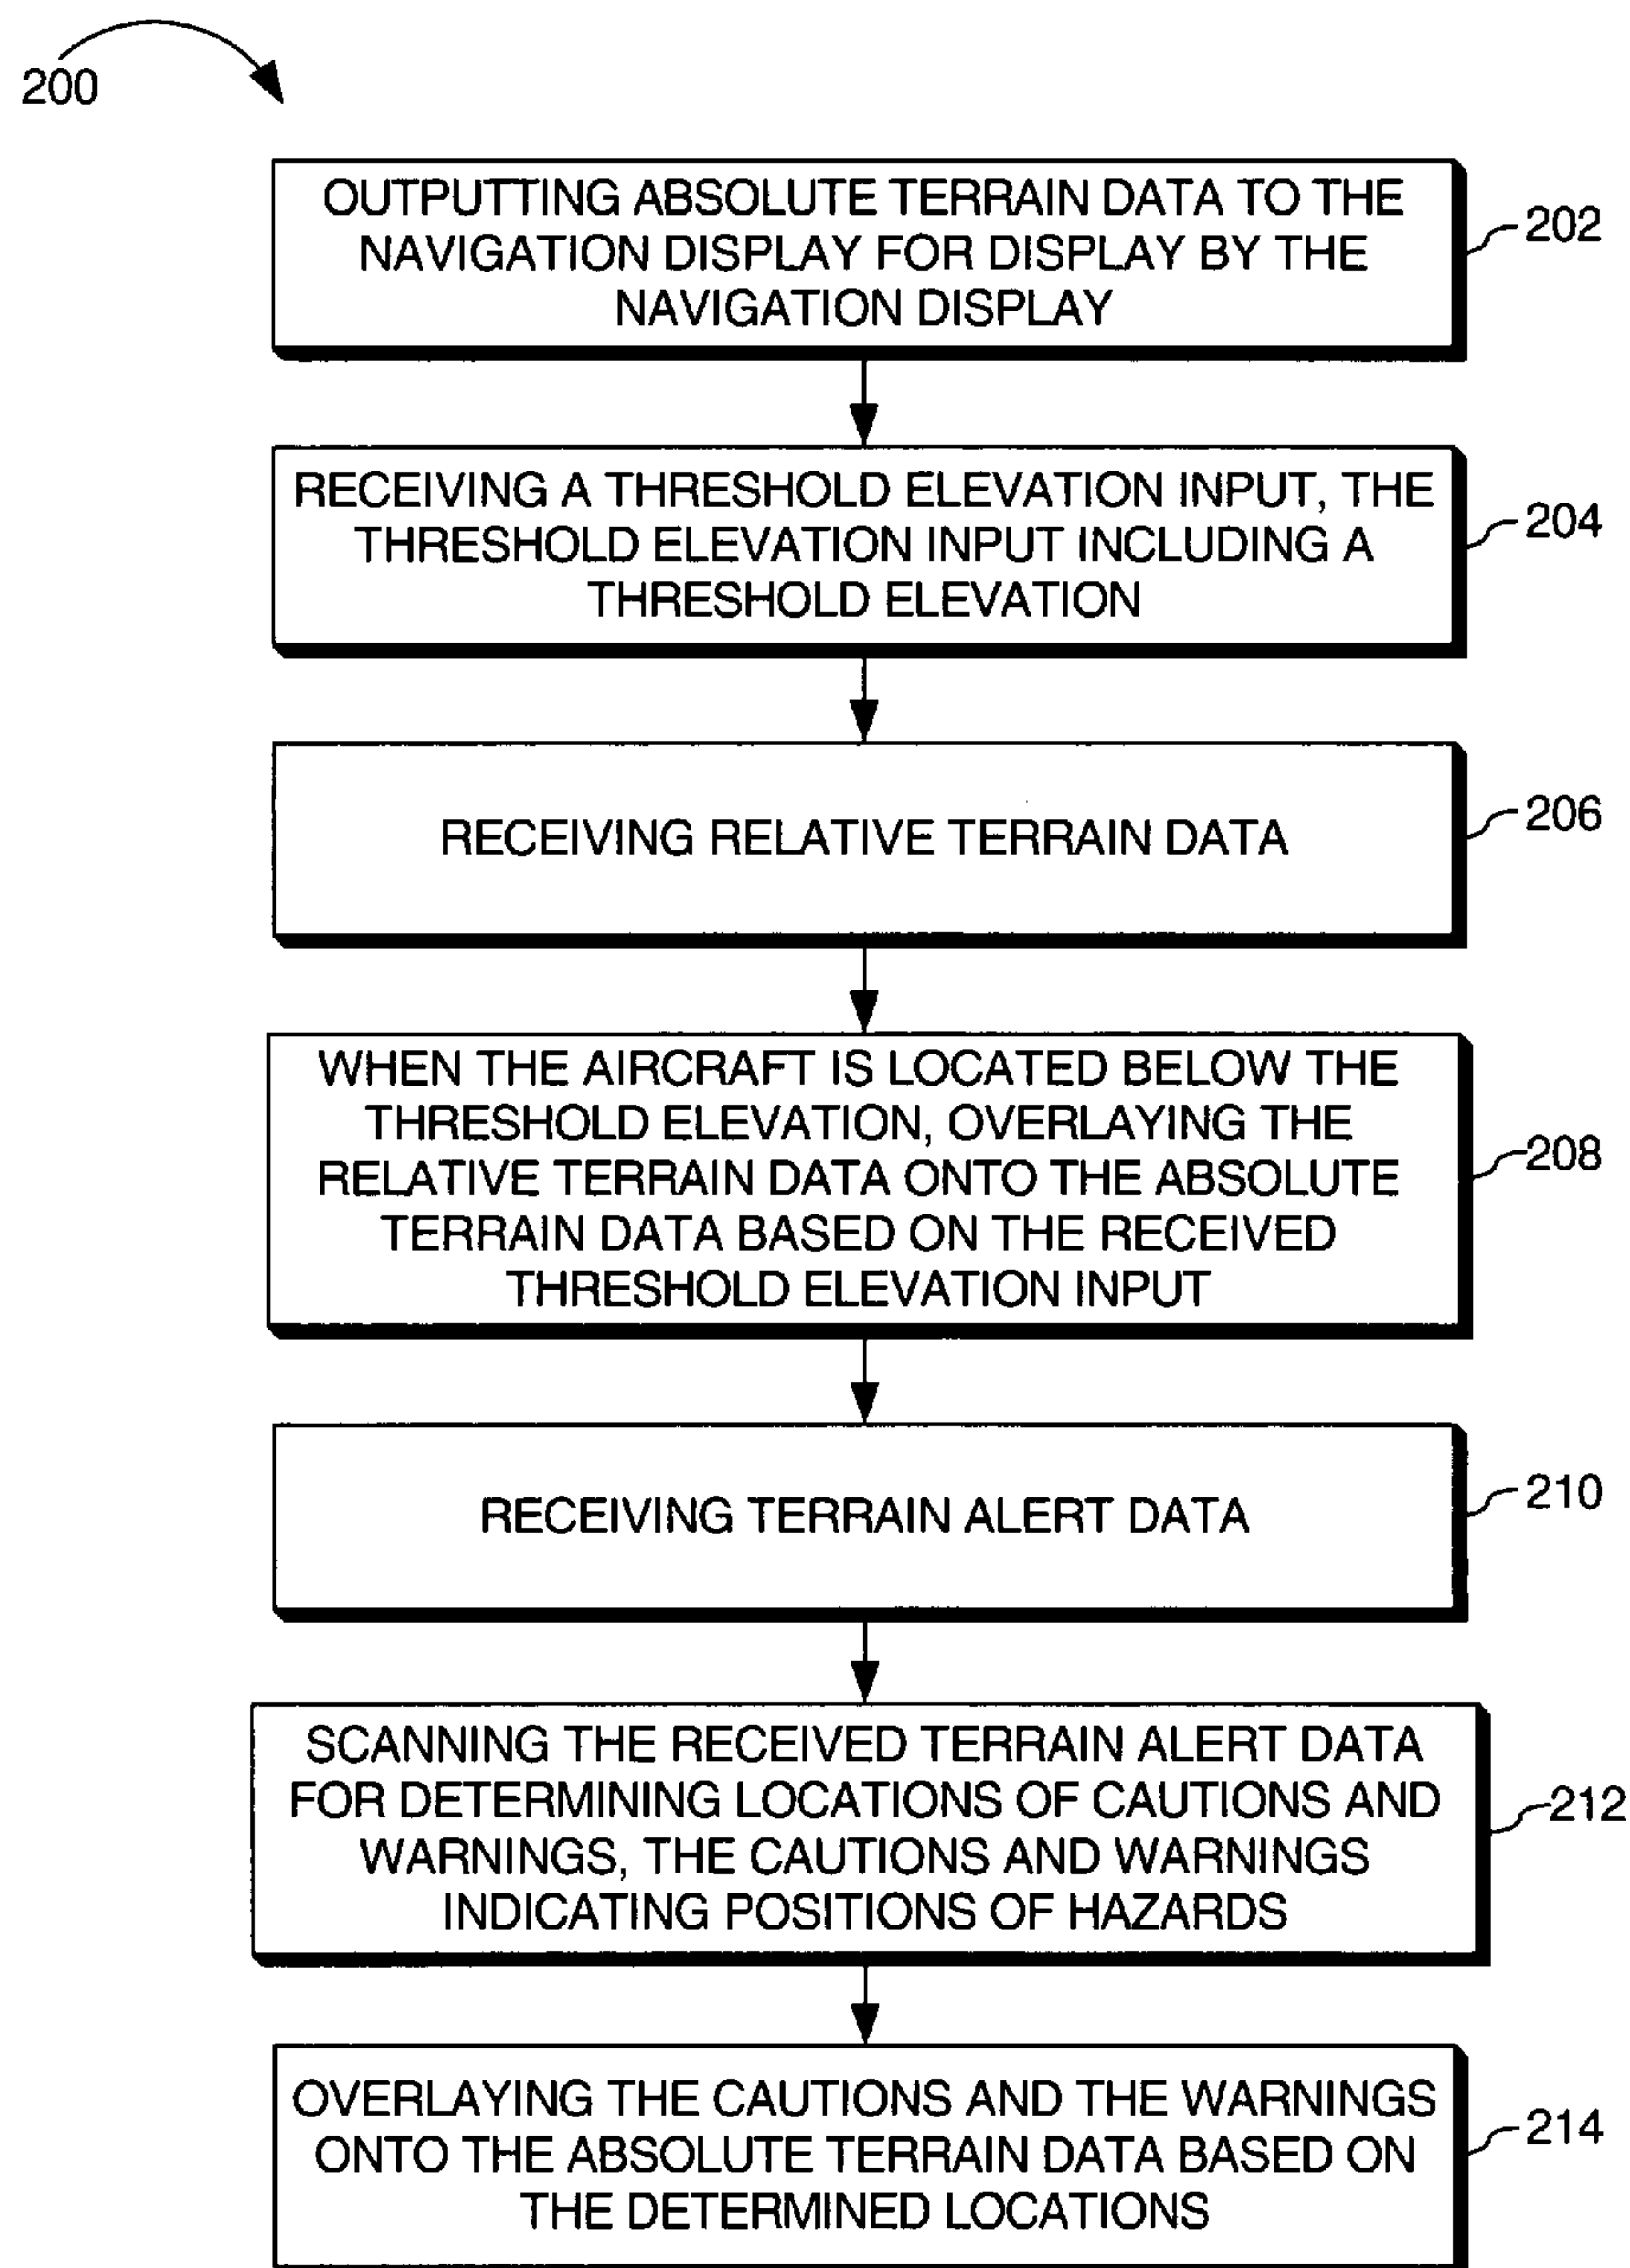 200
OUTPUTTING ABSOLUTE TERRAIN DATA TO THE
NAVIGATION DISPLAY FOR DISPLAY BY THE
NAVIGATION DISPLAY
202
RECEIVING A THRESHOLD ELEVATION INPUT, THE
THRESHOLD ELEVATION INPUT INCLUDING A
THRESHOLD ELEVATION
204
RECEIVING RELATIVE TERRAIN DATA
206
WHEN THE AIRCRAFT IS LOCATED BELOW THE
THRESHOLD ELEVATION, OVERLAYING THE
RELATIVE TERRAIN DATA ONTO THE ABSOLUTE
TERRAIN DATA BASED ON THE RECEIVED
THRESHOLD ELEVATION INPUT
208
RECEIVING TERRAIN ALERT DATA
210
SCANNING THE RECEIVED TERRAIN ALERT DATA
FOR DETERMINING LOCATIONS OF CAUTIONS AND
WARNINGS, THE CAUTIONS AND WARNINGS
INDICATING POSITIONS OF HAZARDS
212
OVERLAYING THE CAUTIONS AND THE WARNINGS
ONTO THE ABSOLUTE TERRAIN DATA BASED ON
THE DETERMINED LOCATIONS
214